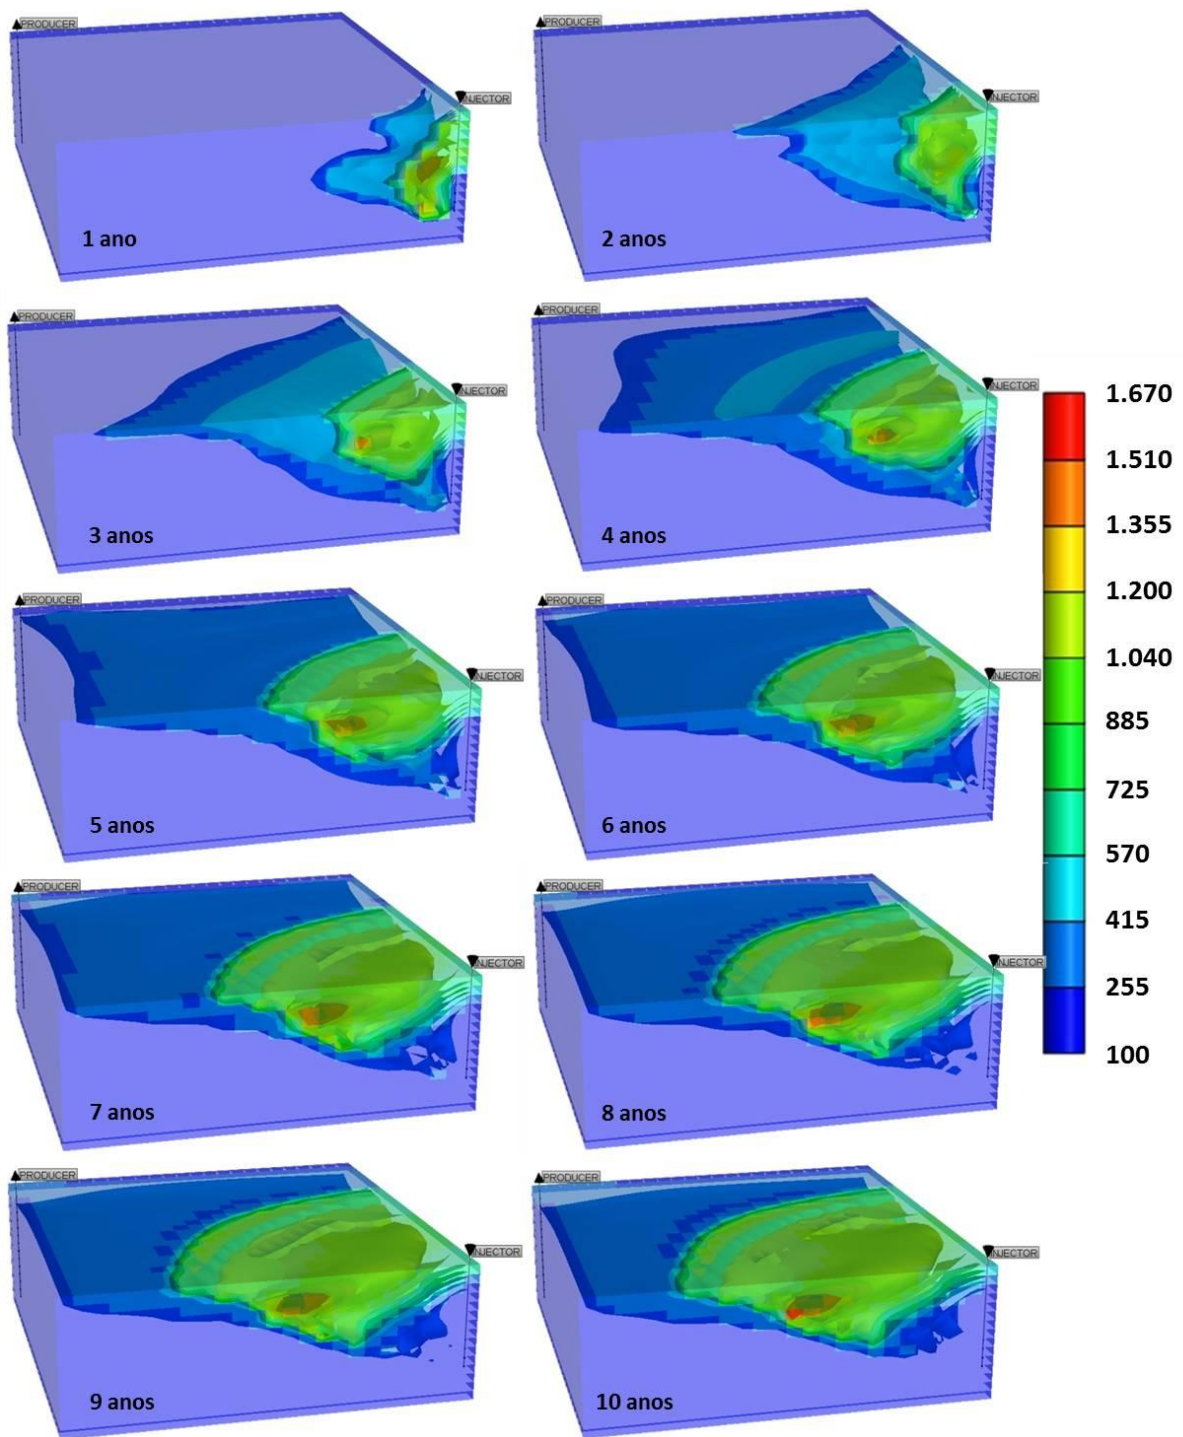 PRODUCER
INJECTOR
1 ano
PRODUCER
INJECTOR
2 anos
PRODUCER
INJECTOR
3 anos
PRODUCER
INJECTOR
4 anos
PRODUCER
INJECTOR
5 anos
PRODUCER
INJECTOR
6 anos
PRODUCER
INJECTOR
7 anos
PRODUCER
INJECTOR
8 anos
PRODUCER
INJECTOR
9 anos
PRODUCER
INJECTOR
10 anos
1.670
1.510
1.355
1.200
1.040
885
725
570
415
255
100